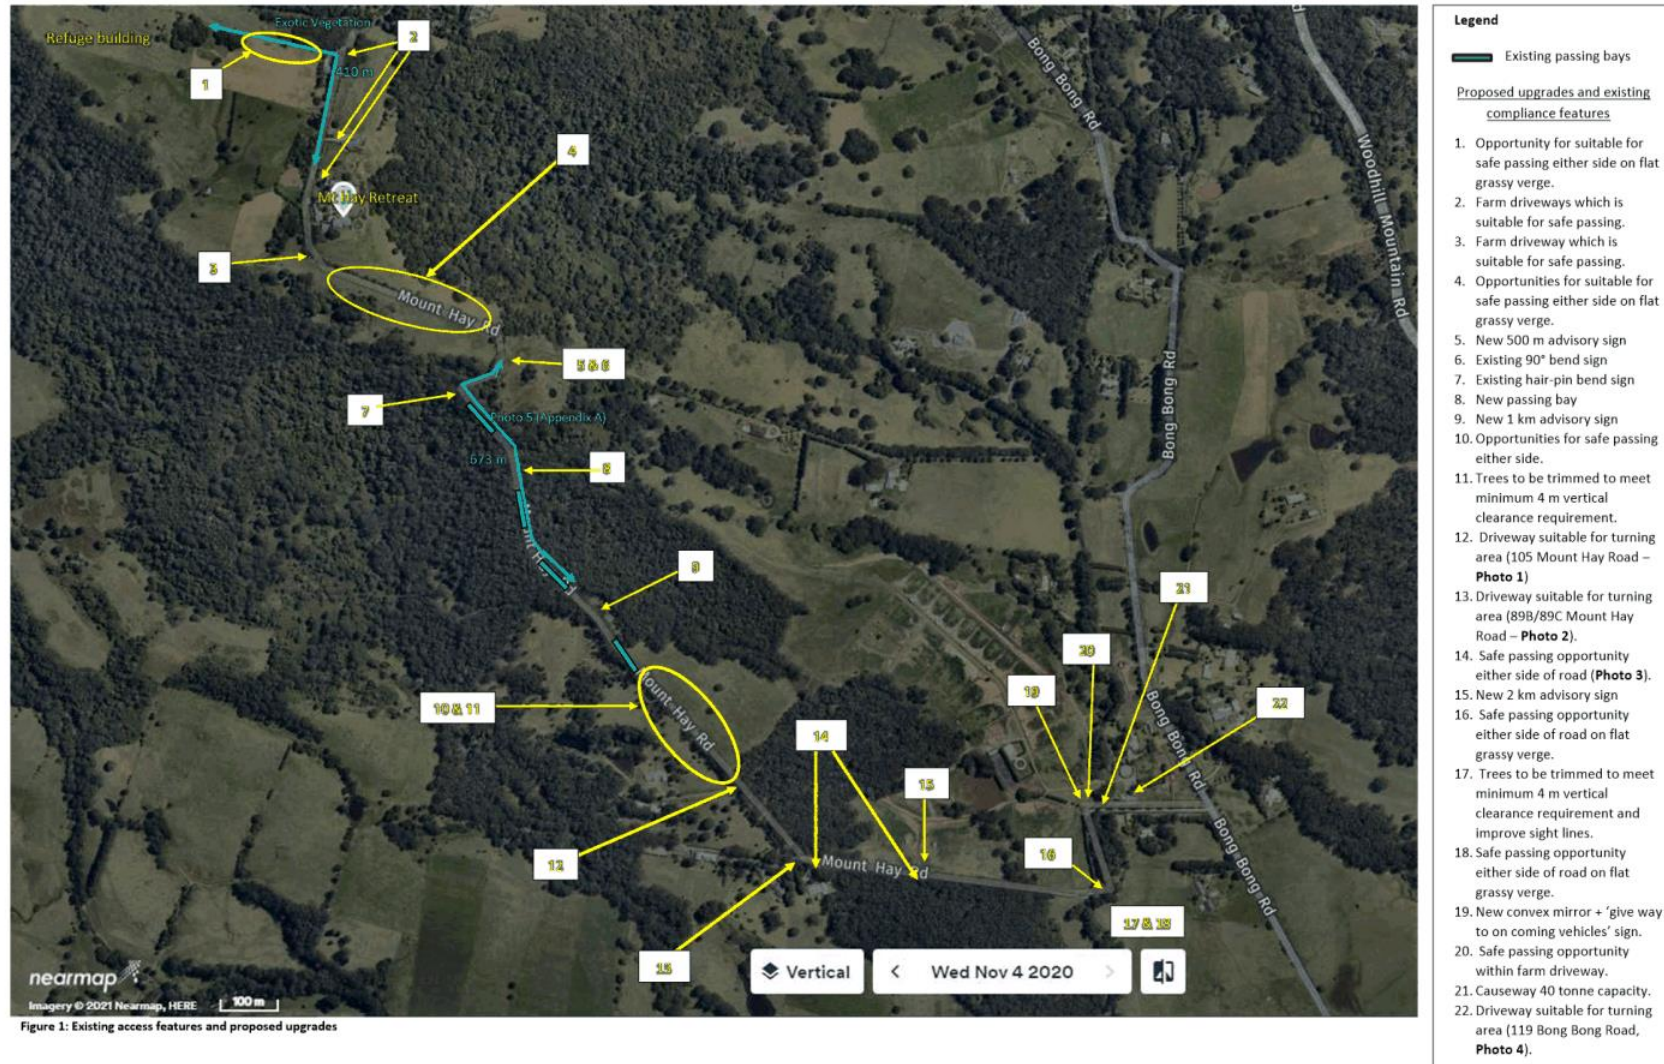 Exotic Vegetation
Refuge building
2
1
410 m
4
Mt Hay Retreat
3
Mount Hay Rd
5 & 6
7
Photo 5 (Appendix A)
673 m
8
9
10 & 11
Mount Hay Rd
12
14
15
Mount Hay Rd
13
16
17 & 18
19
20
21
22
Bong Bong Rd
Bong Bong Rd
Bong Bong Rd
Bong Bong Rd
Woodhill Mountain Rd
nearmap
Imagery © 2021 Nearmap, HERE
100 m
Vertical
< Wed Nov 4 2020 >
Figure 1: Existing access features and proposed upgrades
Legend
Existing passing bays
Proposed upgrades and existing
compliance features
1. Opportunity for suitable for
safe passing either side on flat
grassy verge.
2. Farm driveways which is
suitable for safe passing.
3. Farm driveway which is
suitable for safe passing.
4. Opportunities for suitable for
safe passing either side on flat
grassy verge.
5. New 500 m advisory sign
6. Existing 90° bend sign
7. Existing hair-pin bend sign
8. New passing bay
9. New 1 km advisory sign
10. Opportunities for safe passing
either side.
11. Trees to be trimmed to meet
minimum 4 m vertical
clearance requirement.
12. Driveway suitable for turning
area (105 Mount Hay Road –
Photo 1)
13. Driveway suitable for turning
area (89B/89C Mount Hay
Road – Photo 2).
14. Safe passing opportunity
either side of road (Photo 3).
15. New 2 km advisory sign
16. Safe passing opportunity
either side of road on flat
grassy verge.
17. Trees to be trimmed to meet
minimum 4 m vertical
clearance requirement and
improve sight lines.
18. Safe passing opportunity
either side of road on flat
grassy verge.
19. New convex mirror + ‘give way
to on coming vehicles’ sign.
20. Safe passing opportunity
within farm driveway.
21. Causeway 40 tonne capacity.
22. Driveway suitable for turning
area (119 Bong Bong Road,
Photo 4).